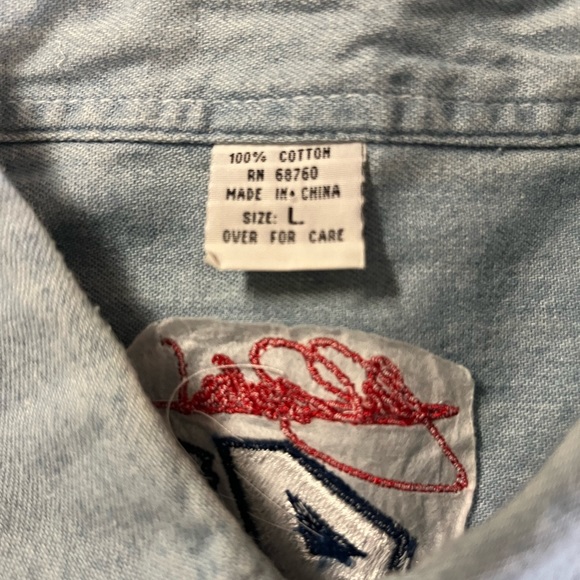 100% COTTON
RN 68760
MADE IN CHINA
SIZE: L
OVER FOR CARE